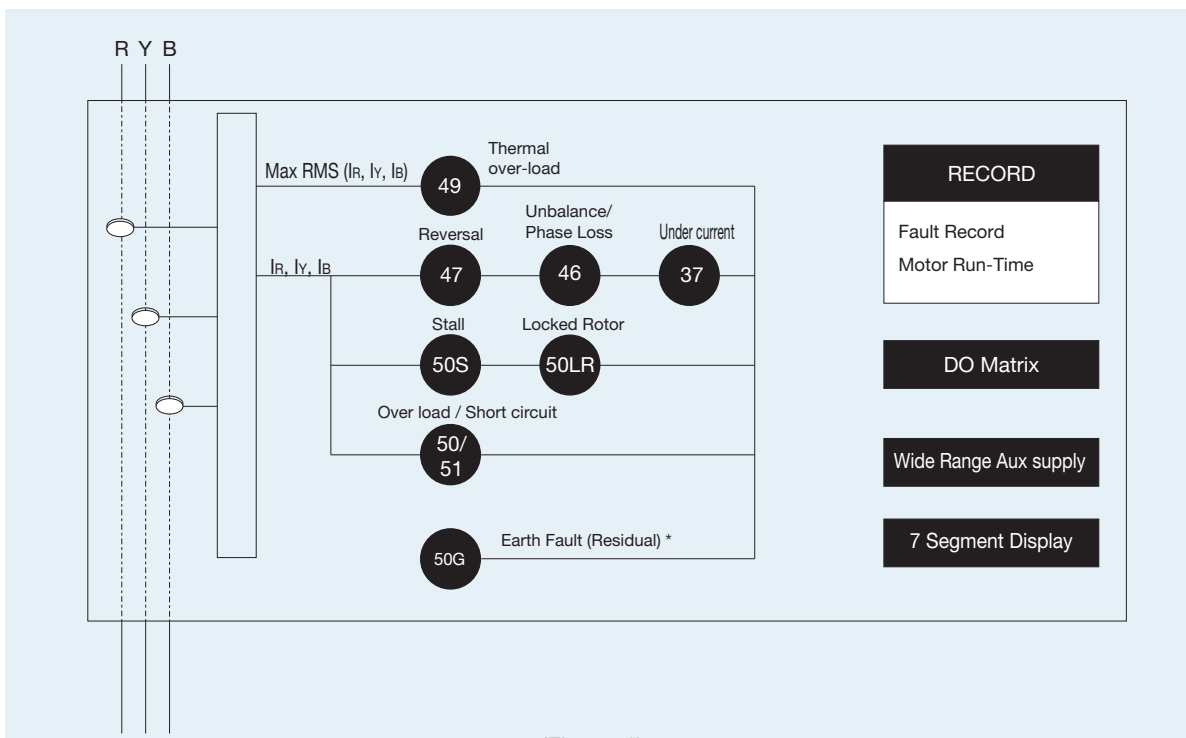 R Y B
Max RMS (IR, IY, IB)
49
Thermal
over-load
IR, IY, IB
Reversal
47
Unbalance/
Phase Loss
46
Under current
37
Stall
50S
Locked Rotor
50LR
Over load / Short circuit
50/
51
50G
Earth Fault (Residual) *
RECORD
Fault Record
Motor Run-Time
DO Matrix
Wide Range Aux supply
7 Segment Display